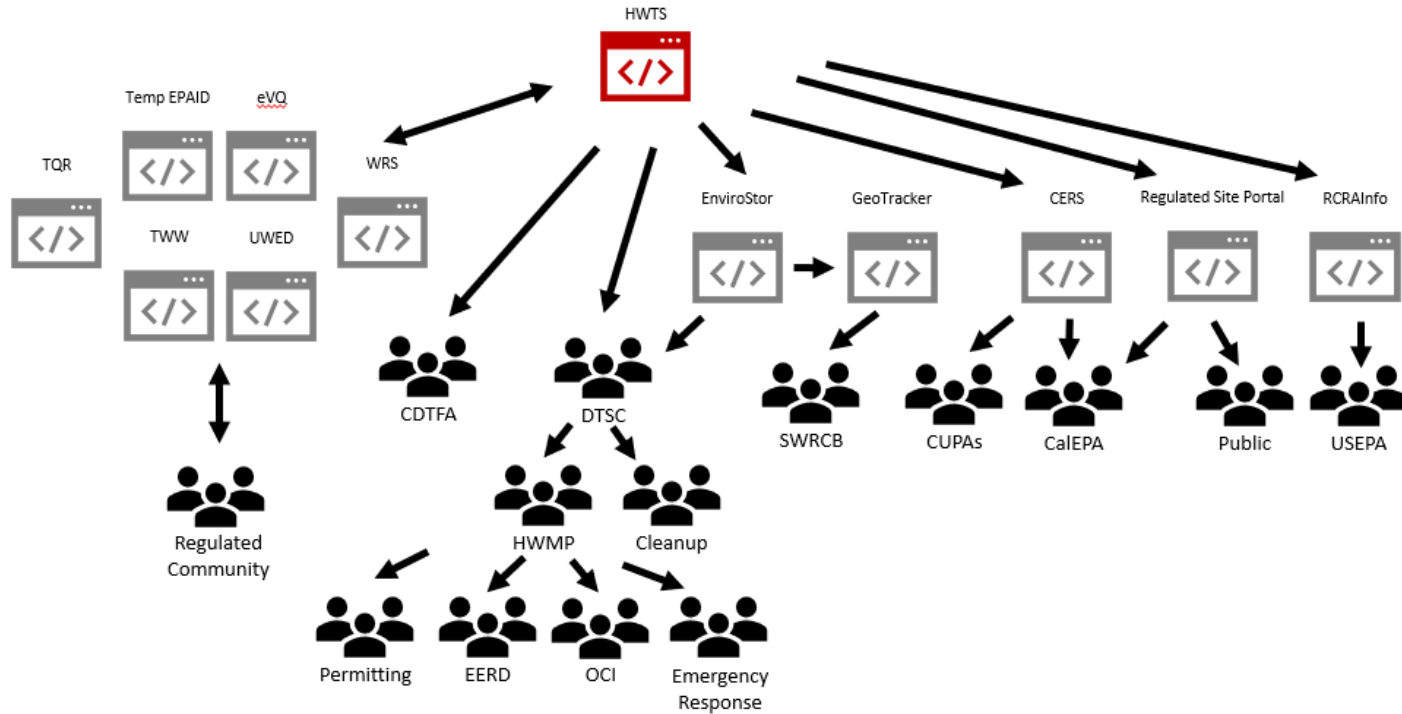 HWTS
Temp EPAID
eVQ
TQR
WRS
TWW
UWED
EnviroStor
GeoTracker
CERS
Regulated Site Portal
RCRAInfo
CDTFA
DTSC
SWRCB
CUPAs
CalEPA
Public
USEPA
Regulated
Community
HWMP
Cleanup
Permitting
EERD
OCI
Emergency
Response